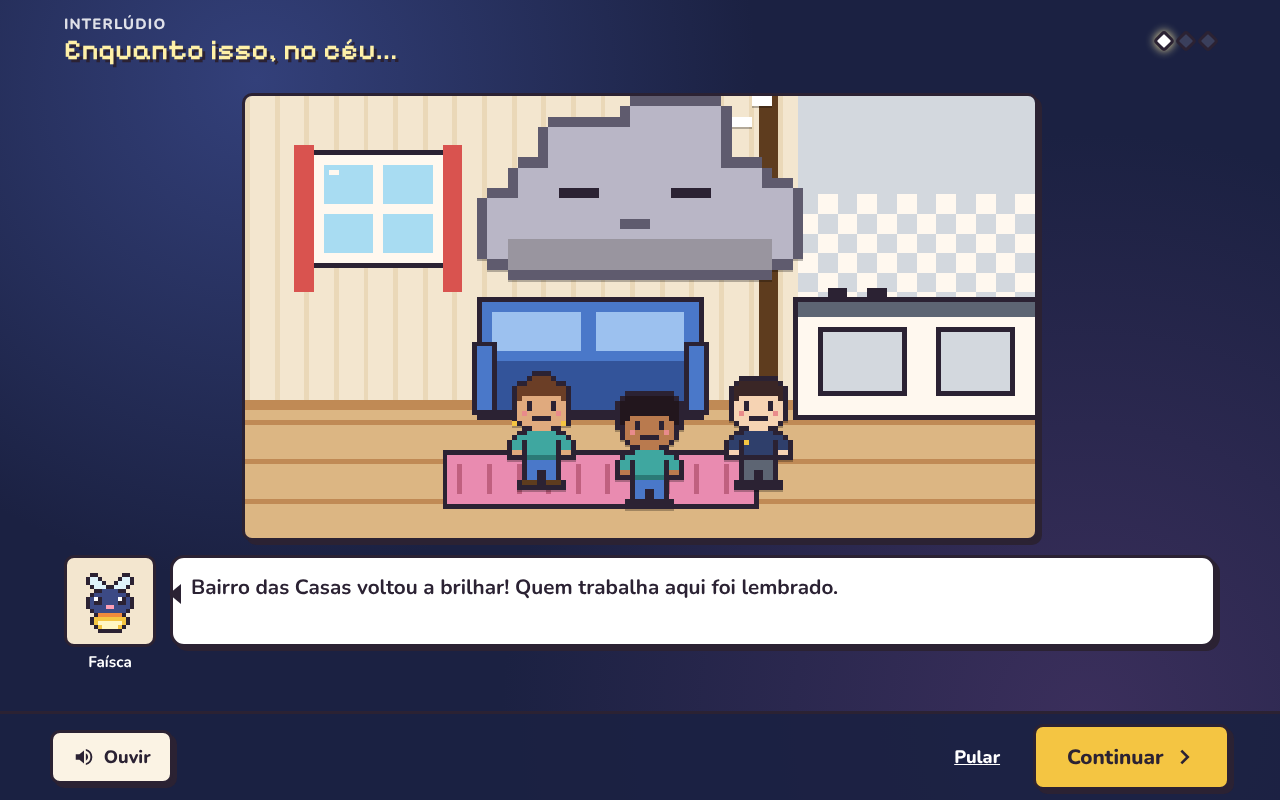 INTERLÚDIO
Enquanto isso, no céu...
Bairro das Casas voltou a brilhar! Quem trabalha aqui foi lembrado.
Faísca
Ouvir
Pular
Continuar